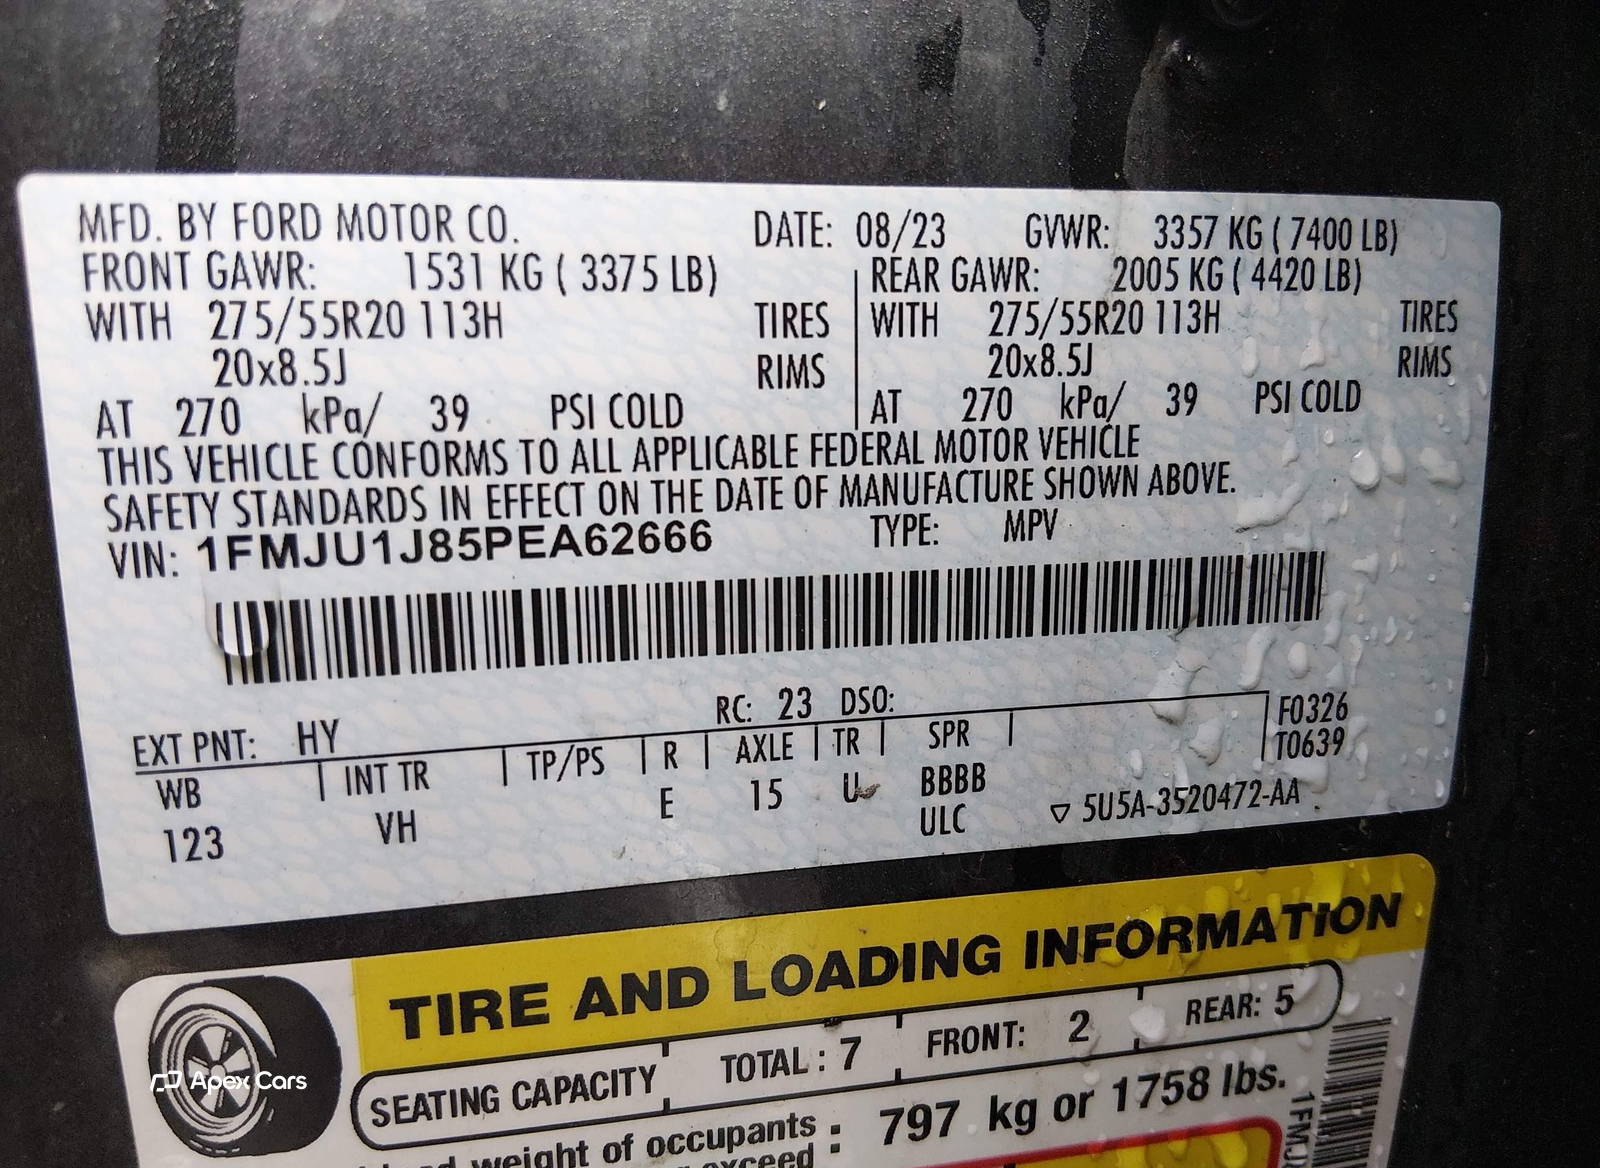 MFD. BY FORD MOTOR CO. DATE: 08/23 GVWR: 3357 KG ( 7400 LB)
FRONT GAWR: 1531 KG ( 3375 LB) REAR GAWR: 2005 KG ( 4420 LB)
WITH 275/55R20 113H TIRES WITH 275/55R20 113H TIRES
20x8.5J RIMS 20x8.5J RIMS
AT 270 kPa/ 39 PSI COLD AT 270 kPa/ 39 PSI COLD
THIS VEHICLE CONFORMS TO ALL APPLICABLE FEDERAL MOTOR VEHICLE
SAFETY STANDARDS IN EFFECT ON THE DATE OF MANUFACTURE SHOWN ABOVE.
VIN: 1FMJU1J85PEA62666 TYPE: MPV
EXT PNT: HY RC: 23 DSO: F0326
WB INT TR TP/PS R AXLE TR SPR T0639
123 VH E 15 U BBBB
ULC ▽ 5U5A-3520472-AA
TIRE AND LOADING INFORMATION
SEATING CAPACITY TOTAL : 7 FRONT: 2 REAR: 5
weight of occupants : 797 kg or 1758 lbs.
exceed
1FMJ
Apex Cars